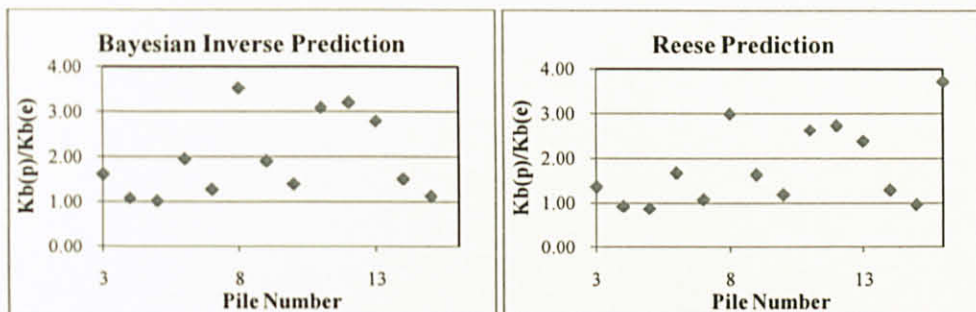 Bayesian Inverse Prediction
Kb(p)/Kb(e)
4.00
3.00
2.00
1.00
0.00
3 8 13
Pile Number
Reese Prediction
Kb(p)/Kb(e)
4.00
3.00
2.00
1.00
0.00
3 8 13
Pile Number